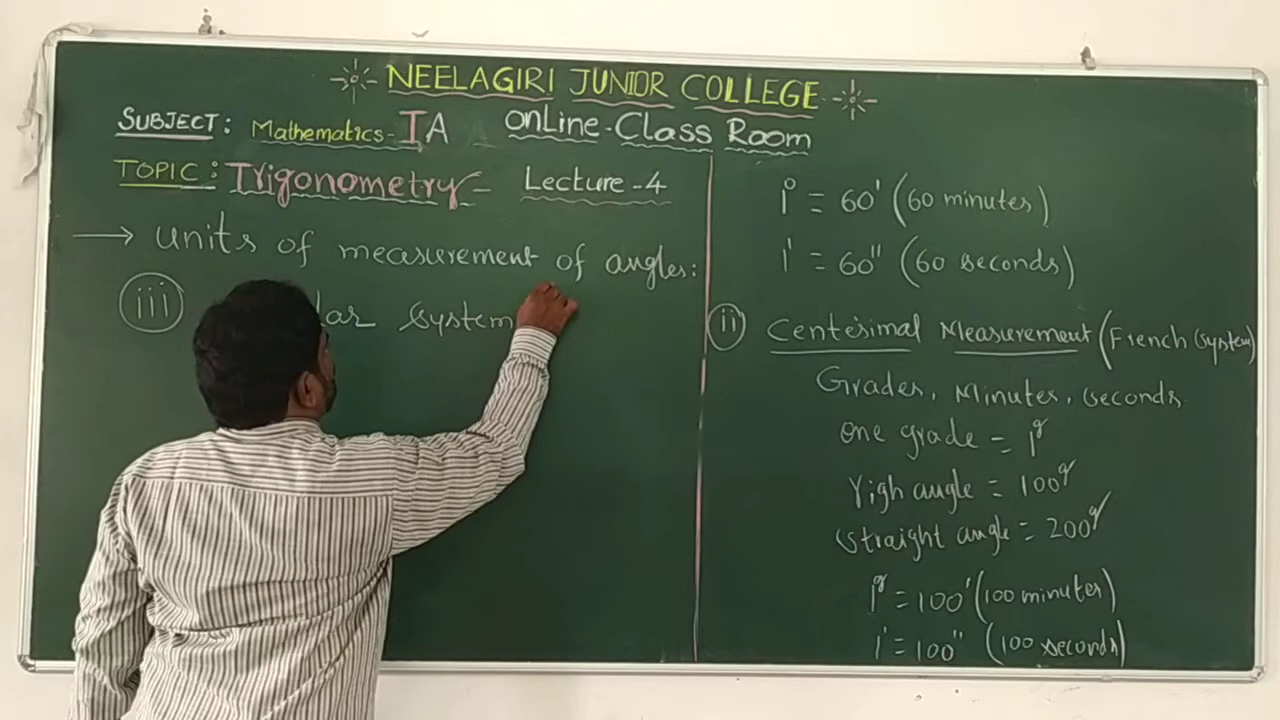 NEELAGIRI JUNIOR COLLEGE
SUBJECT: Mathematics-IA onLine-Class Room
TOPIC: Trigonometry- Lecture-4
→ units of measurement of angles:
iii system
1° = 60' (60 minutes)
1' = 60" (60 seconds)
ii Centesimal Measurement (French System)
Grades, Minutes, Seconds.
One grade = 1g
righ angle = 100g
Straight angle = 200g
1g = 100' (100 minutes)
1' = 100" (100 seconds)